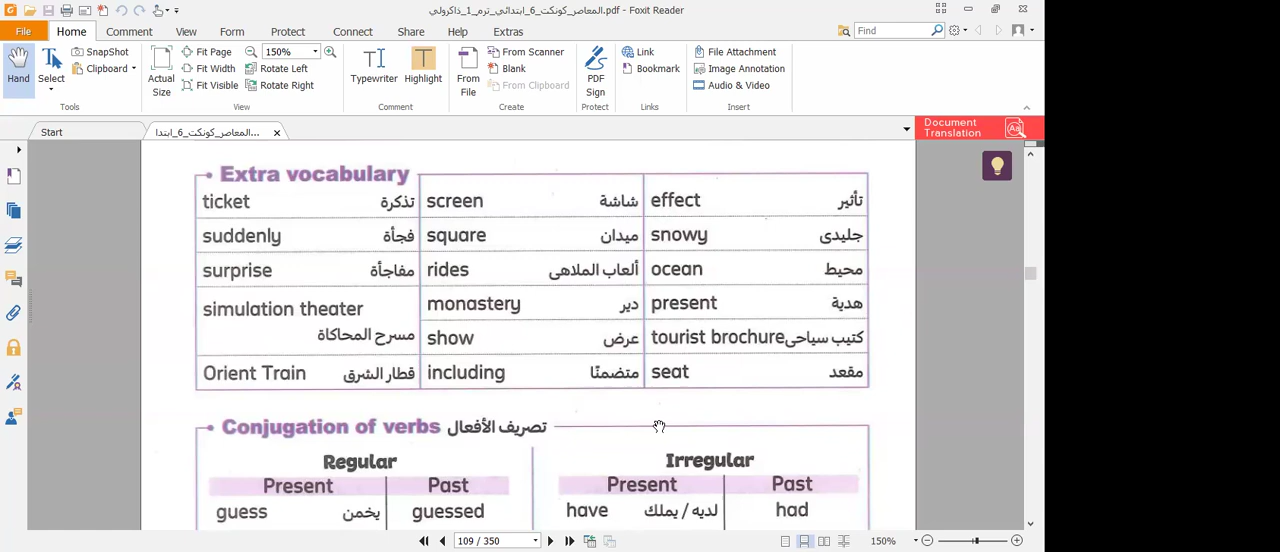 المعاصر_كونكت_6_ابتدائي_ترم_1_ذاكرولي.pdf - Foxit Reader
File Home Comment View Form Protect Connect Share Help Extras Find
Hand Select SnapShot Clipboard Tools
Actual Size Fit Page Fit Width Fit Visible 150% Rotate Left Rotate Right View
Typewriter Highlight Comment
From File From Scanner Blank From Clipboard Create
PDF Sign Protect
Link Bookmark Links
File Attachment Image Annotation Audio & Video Insert
Start المعاصر_كونكت_6_ابتدا... Document Translation
Extra vocabulary
ticket تذكرة screen شاشة effect تأثير
suddenly فجأة square ميدان snowy جليدى
surprise مفاجأة rides ألعاب الملاهى ocean محيط
simulation theater مسرح المحاكاة monastery دير present هدية
show عرض tourist brochure كتيب سياحى
Orient Train قطار الشرق including متضمنًا seat مقعد
Conjugation of verbs تصريف الأفعال
Regular Irregular
Present Past Present Past
guess يخمن guessed have لديه / يملك had
109 / 350 150%